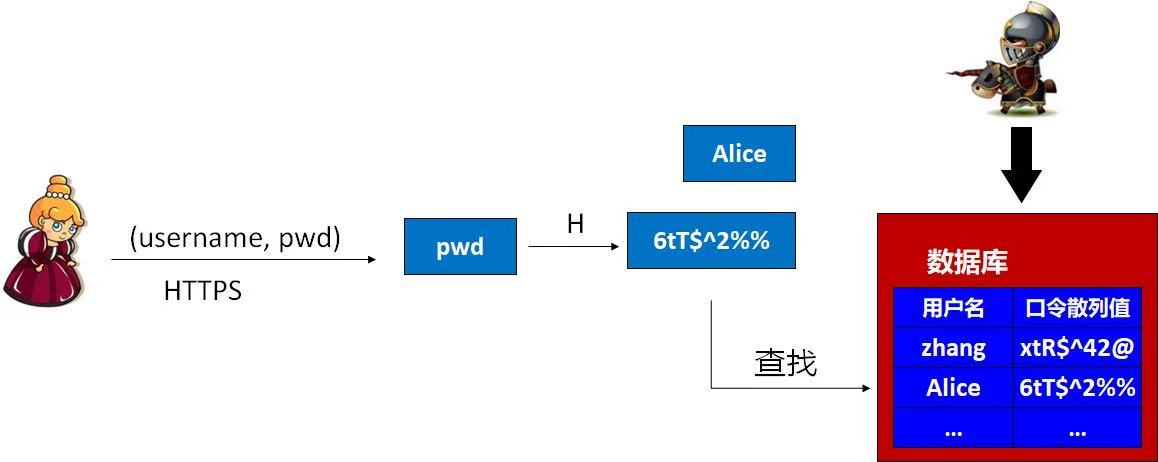 (username, pwd)
HTTPS
pwd
H
Alice
6tT$^2%%
查找
数据库
用户名 口令散列值
zhang xtR$^42@
Alice 6tT$^2%%
... ...